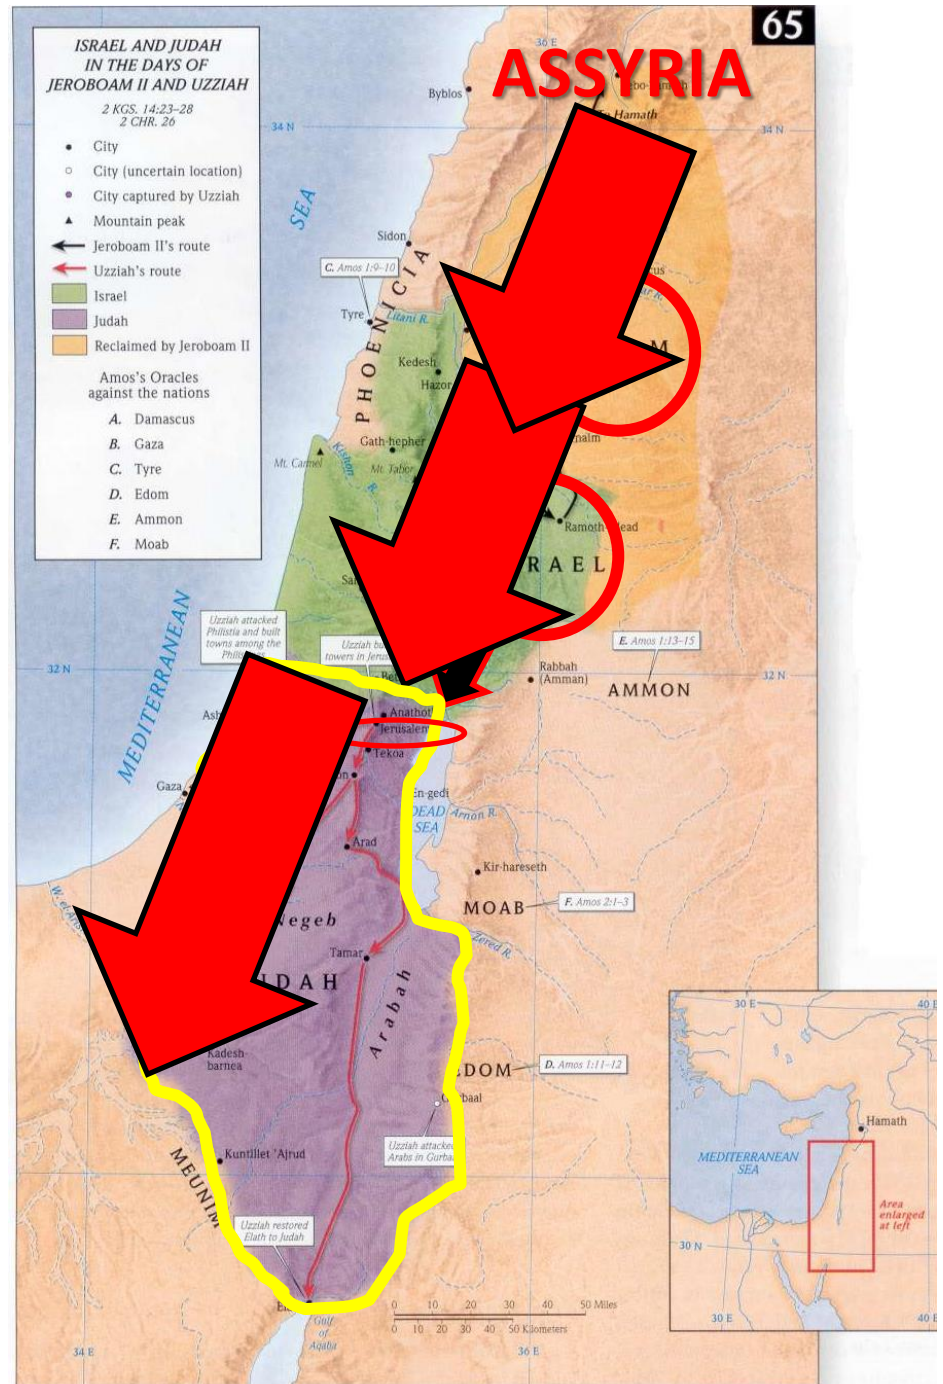 65
ISRAEL AND JUDAH
IN THE DAYS OF
JEROBOAM II AND UZZIAH
2 KGS. 14:23–28
2 CHR. 26
City
City (uncertain location)
City captured by Uzziah
Mountain peak
Jeroboam II's route
Uzziah's route
Israel
Judah
Reclaimed by Jeroboam II
Amos's Oracles
against the nations
A. Damascus
B. Gaza
C. Tyre
D. Edom
E. Ammon
F. Moab
36 E
ASSYRIA
Byblos
Hamath
34 N
34 N
SEA
Sidon
C. Amos 1:9–10
PHOENICIA
Tyre
Litani R.
M
Kedesh
Hazor
Gath-hepher
Mt. Carmel
Kishon
R.
Mt. Tabor
RAEL
Uzziah attacked
Philistia and built
towns among the
E. Amos 1:13–15
32 N
32 N
Rabbah
(Amman)
AMMON
MEDITERRANEAN
Anathot
Jerusalem
Tekoa
Gaza
En-gedi
DEAD
SEA
Arnon R.
Arad
Kir-hareseth
MOAB
F. Amos 2:1–3
Negeb
Zered R.
Tamar
DAH
Arabah
Kadesh
barnea
DOM
D. Amos 1:11–12
Uzziah attacked
Arabs in
Kuntillet 'Ajrud
MEUNIM
Uzziah restored
Elath to Judah
Gulf
of
Aqaba
0 10 20 30 50 Miles
0 10 20 30 50 Kilometers
34 E
36 E
30 E
40 E
Hamath
MEDITERRANEAN
SEA
Area
enlarged
at left
30 N
30 E
40 E